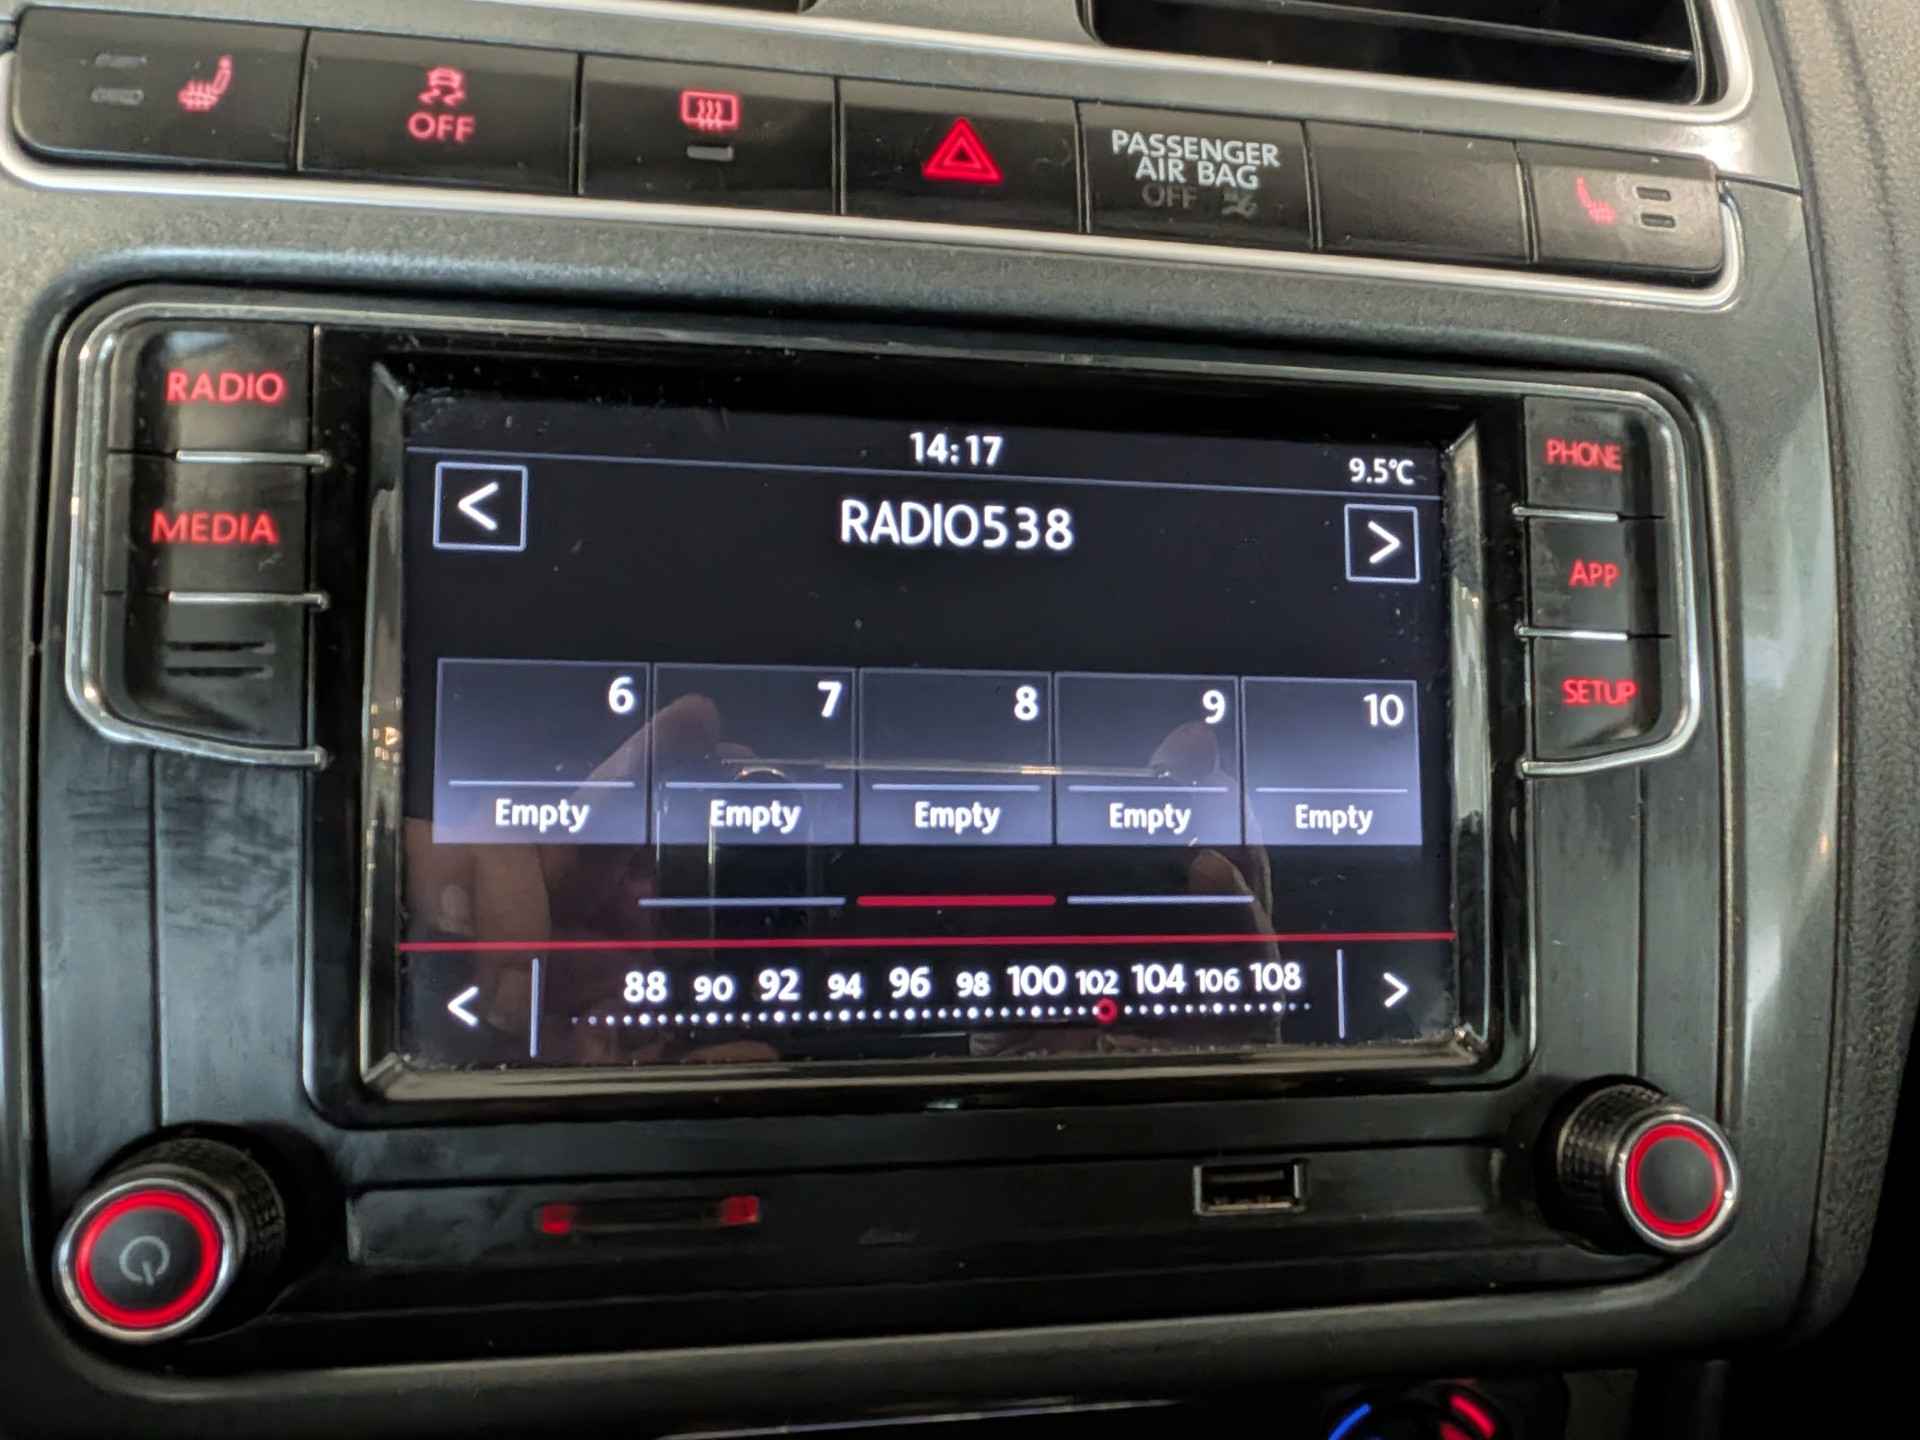 OFF
PASSENGER
AIR BAG
OFF
RADIO
MEDIA
PHONE
APP
SETUP
14:17
9.5°C
<
RADIO538
>
6 7 8 9 10
Empty Empty Empty Empty Empty
< 88 90 92 94 96 98 100 102 104 106 108 >